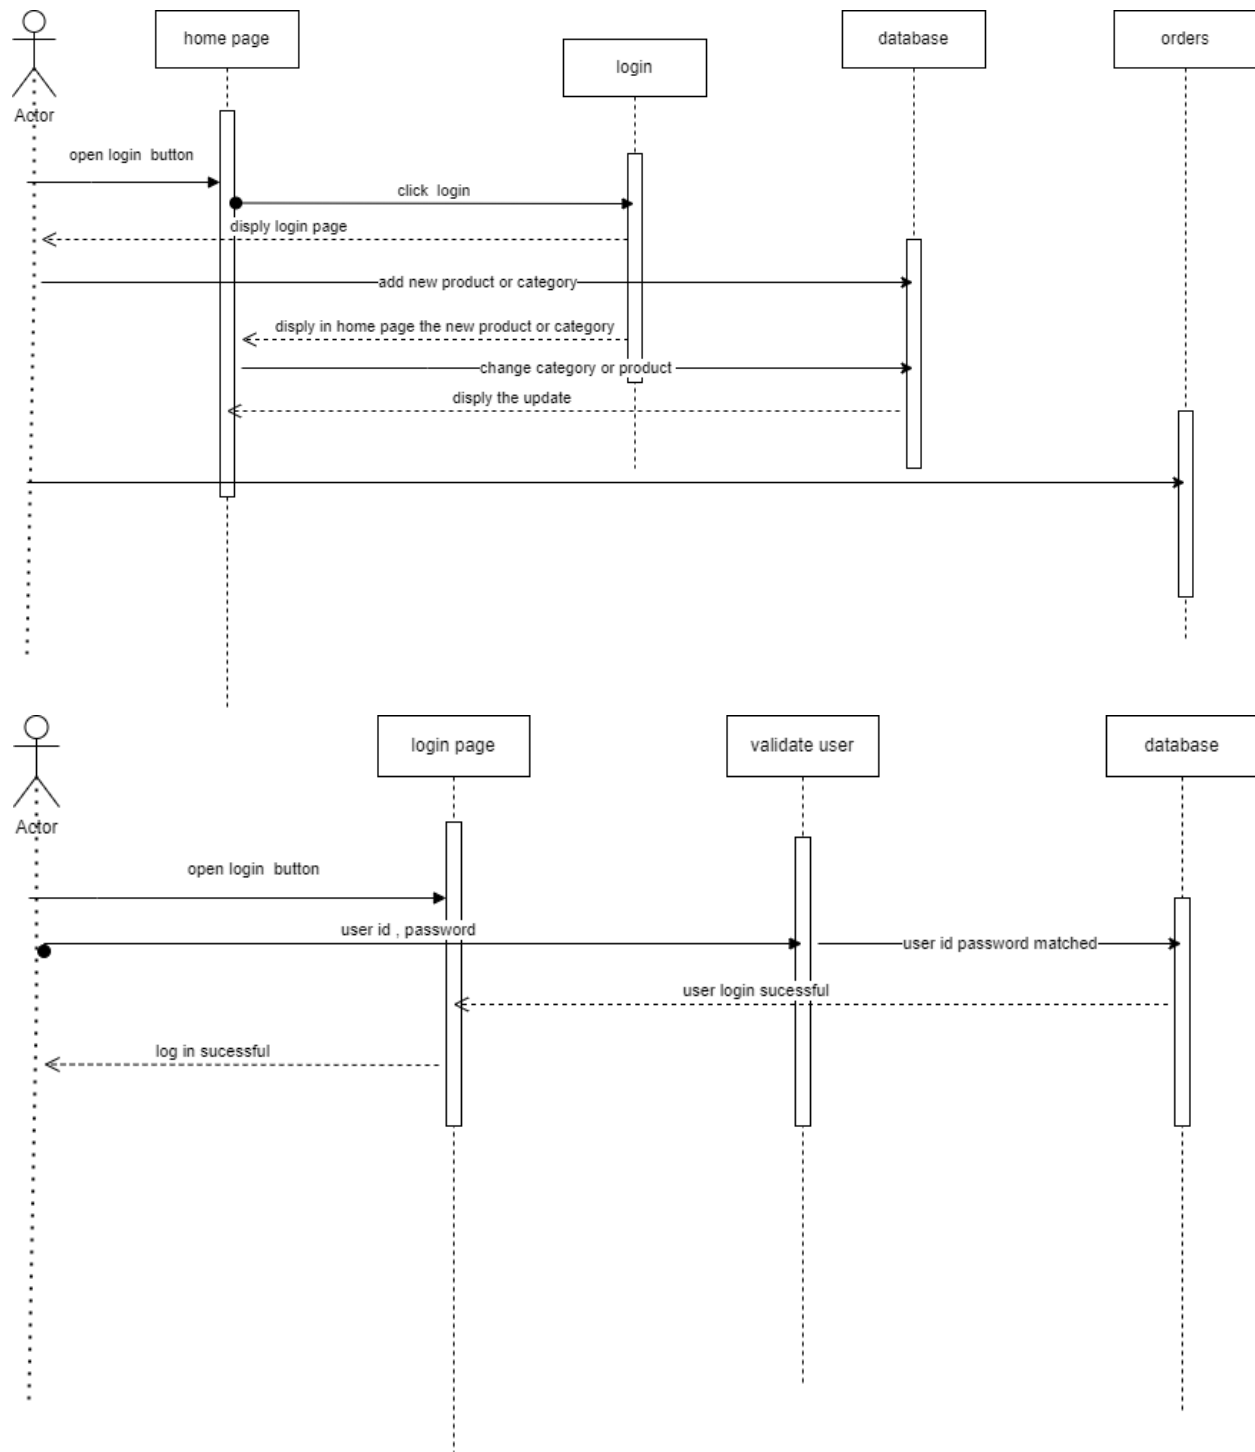 home page
login
database
orders
Actor
open login  button
click  login
disply login page
add new product or category
disply in home page the new product or category
change category or product
disply the update
login page
validate user
database
Actor
open login  button
user id , password
user id password matched
user login sucessful
log in sucessful